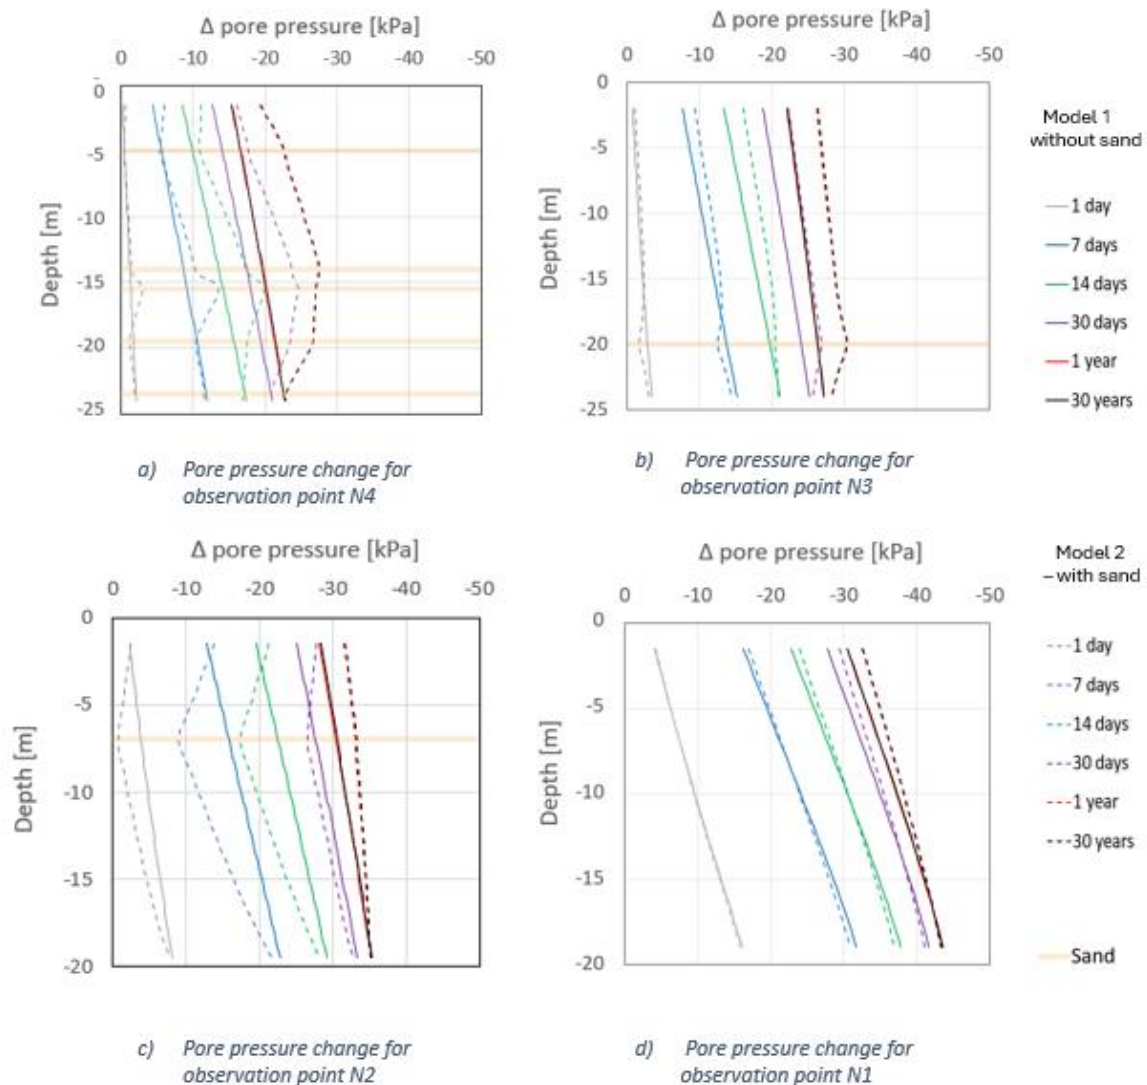 Δ pore pressure [kPa]
0 -10 -20 -30 -40 -50
0
-5
-10
-15
-20
-25
Depth [m]
a) Pore pressure change for
observation point N4
Δ pore pressure [kPa]
0 -10 -20 -30 -40 -50
0
-5
-10
-15
-20
-25
Depth [m]
b) Pore pressure change for
observation point N3
Model 1
without sand
1 day
7 days
14 days
30 days
1 year
30 years
Δ pore pressure [kPa]
0 -10 -20 -30 -40 -50
0
-5
-10
-15
-20
Depth [m]
c) Pore pressure change for
observation point N2
Δ pore pressure [kPa]
0 -10 -20 -30 -40 -50
0
-5
-10
-15
-20
Depth [m]
d) Pore pressure change for
observation point N1
Model 2
– with sand
1 day
7 days
14 days
30 days
1 year
30 years
Sand